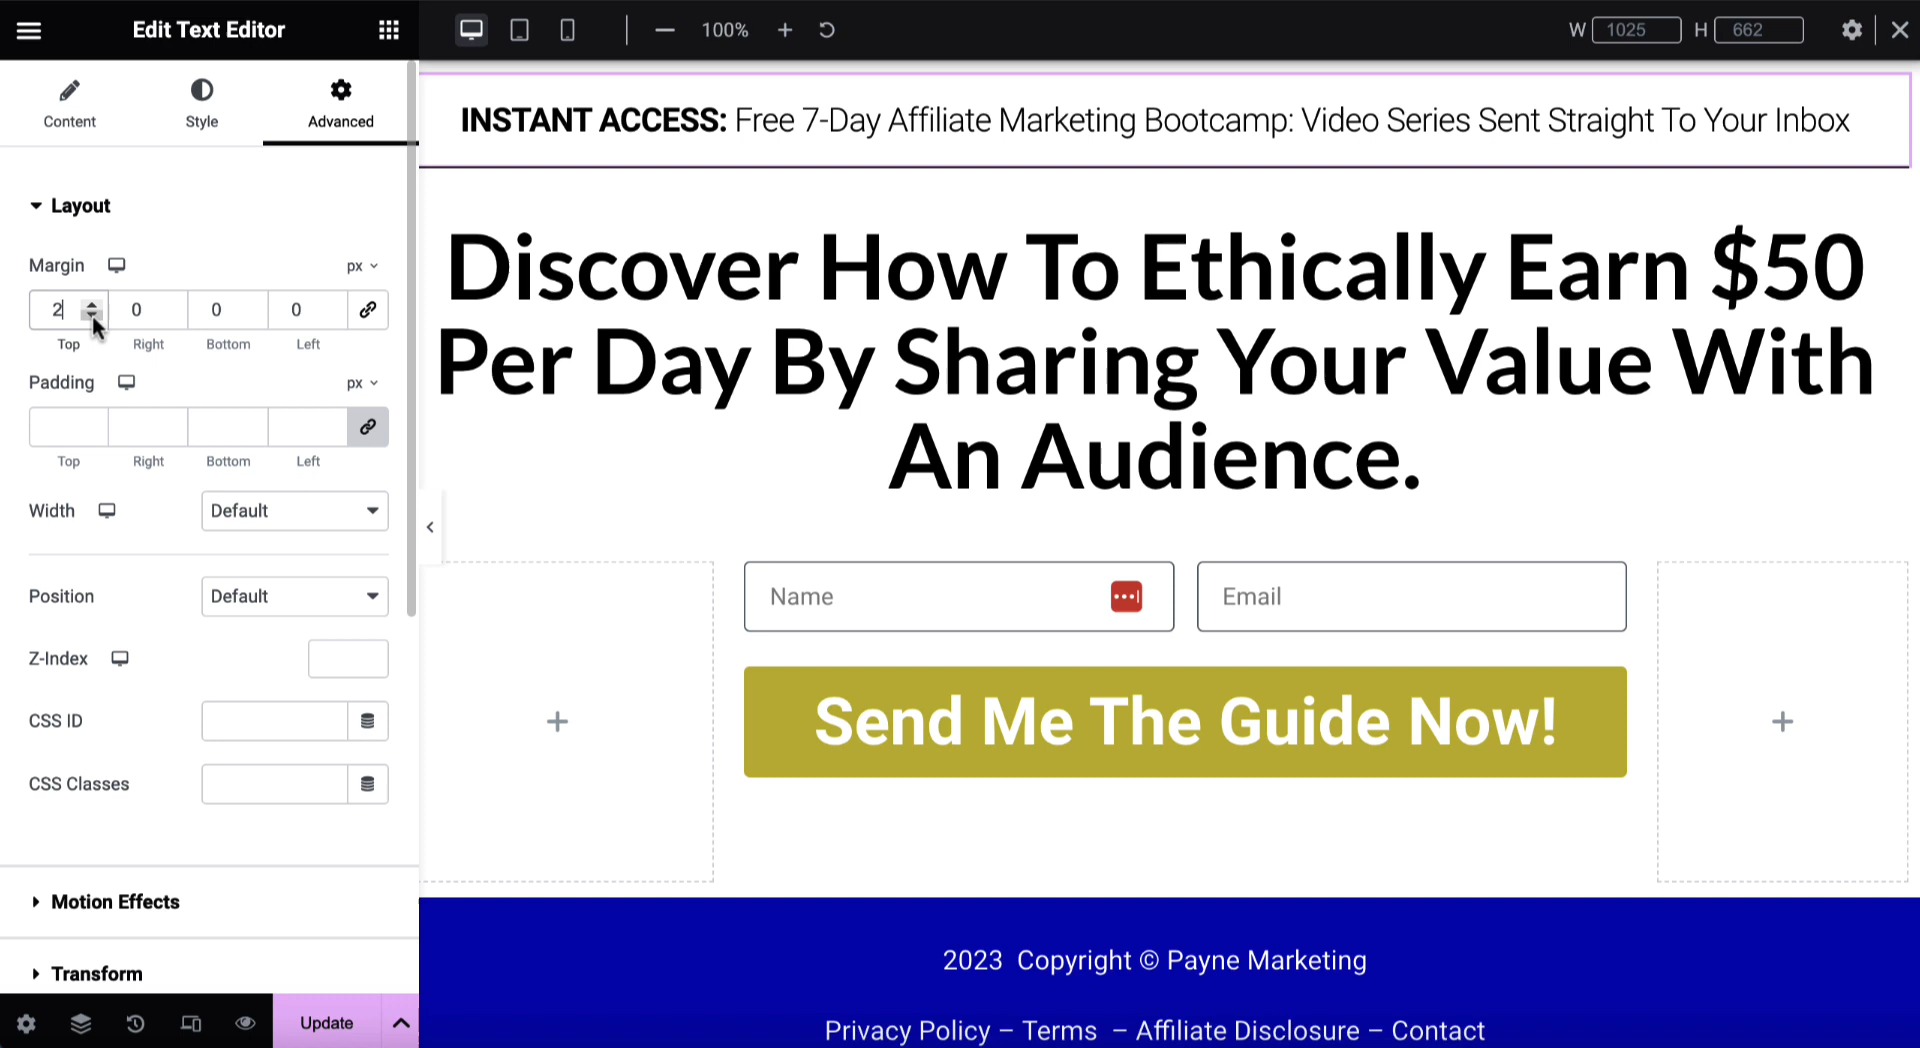 Edit Text Editor
100%
W 1025 H 662
Content Style Advanced
INSTANT ACCESS: Free 7-Day Affiliate Marketing Bootcamp: Video Series Sent Straight To Your Inbox
Layout
Margin px
2 0 0 0
Top Right Bottom Left
Padding px
Top Right Bottom Left
Width Default
Position Default
Z-Index
CSS ID
CSS Classes
Motion Effects
Transform
Update
Discover How To Ethically Earn $50
Per Day By Sharing Your Value With
An Audience.
Name Email
Send Me The Guide Now!
2023 Copyright © Payne Marketing
Privacy Policy – Terms – Affiliate Disclosure – Contact